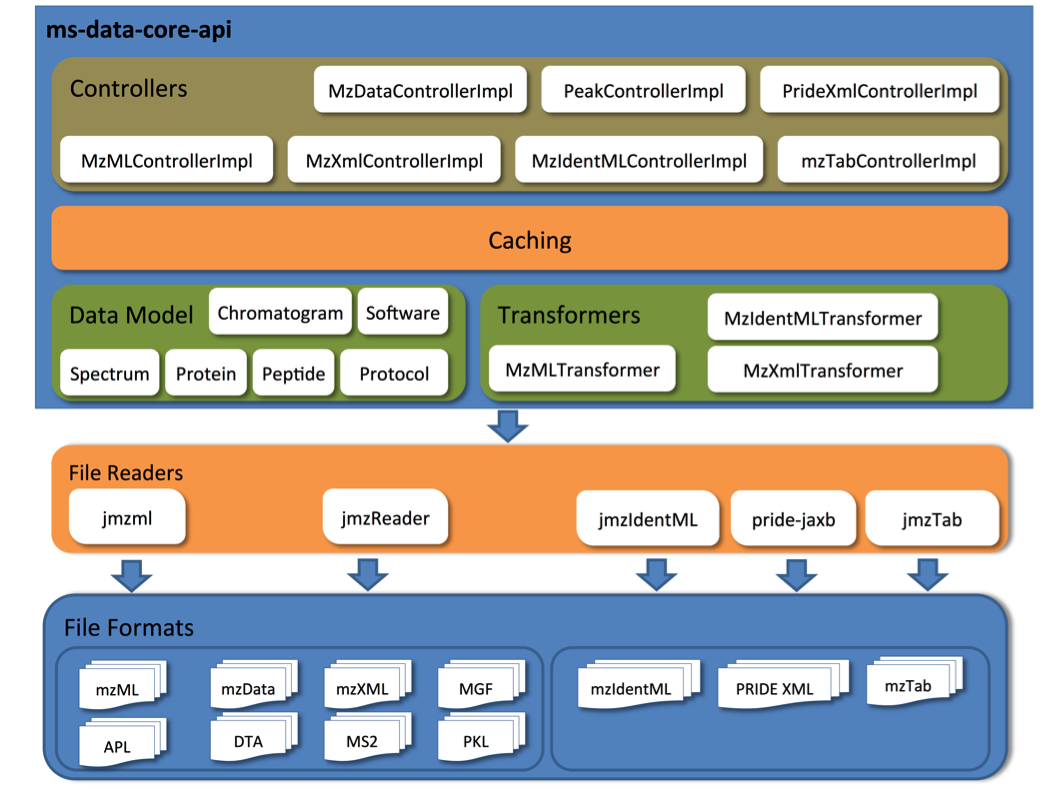 ms-data-core-api
Controllers
MzDataControllerImpl
PeakControllerImpl
PrideXmlControllerImpl
MzMLControllerImpl
MzXmlControllerImpl
MzIdentMLControllerImpl
mzTabControllerImpl
Caching
Data Model
Chromatogram
Software
Spectrum
Protein
Peptide
Protocol
Transformers
MzIdentMLTransformer
MzMLTransformer
MzXmlTransformer
File Readers
jmzml
jmzReader
jmzIdentML
pride-jaxb
jmzTab
File Formats
mzML
mzData
mzXML
MGF
APL
DTA
MS2
PKL
mzIdentML
PRIDE XML
mzTab